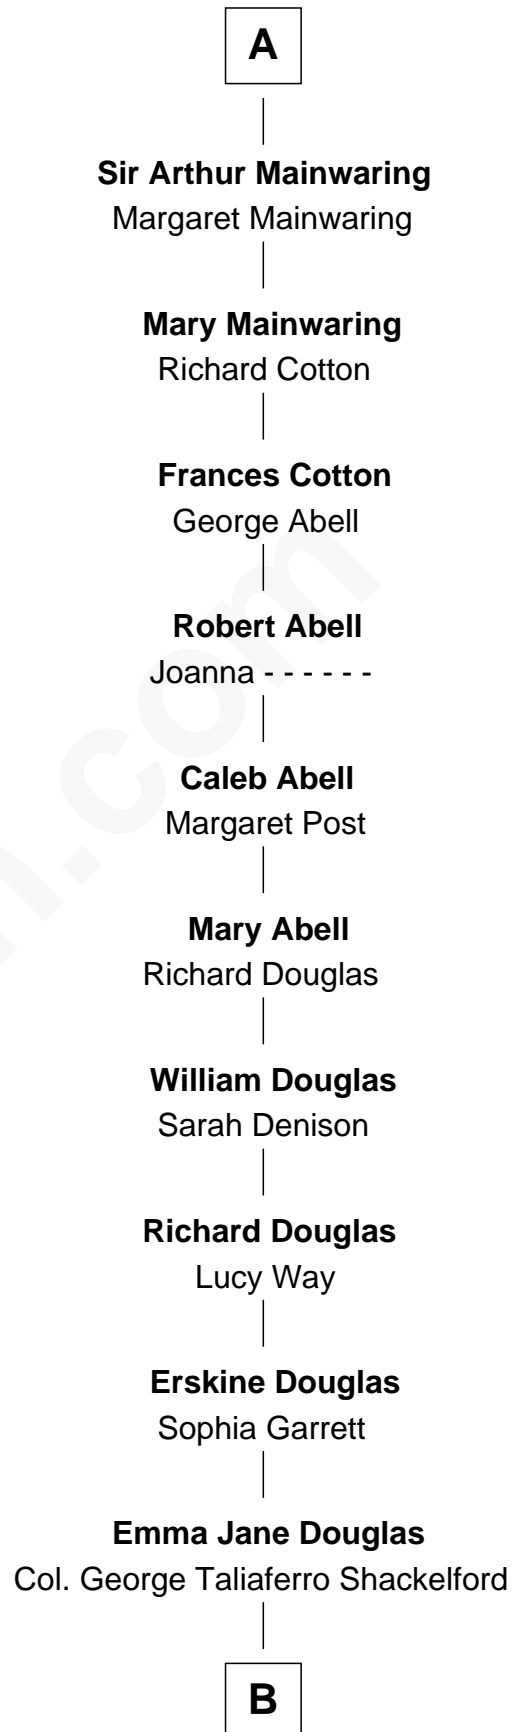 A
Sir Arthur Mainwaring
Margaret Mainwaring
Mary Mainwaring
Richard Cotton
Frances Cotton
George Abell
Robert Abell
Joanna - - - - - -
Caleb Abell
Margaret Post
Mary Abell
Richard Douglas
William Douglas
Sarah Denison
Richard Douglas
Lucy Way
Erskine Douglas
Sophia Garrett
Emma Jane Douglas
Col. George Taliaferro Shackelford
B